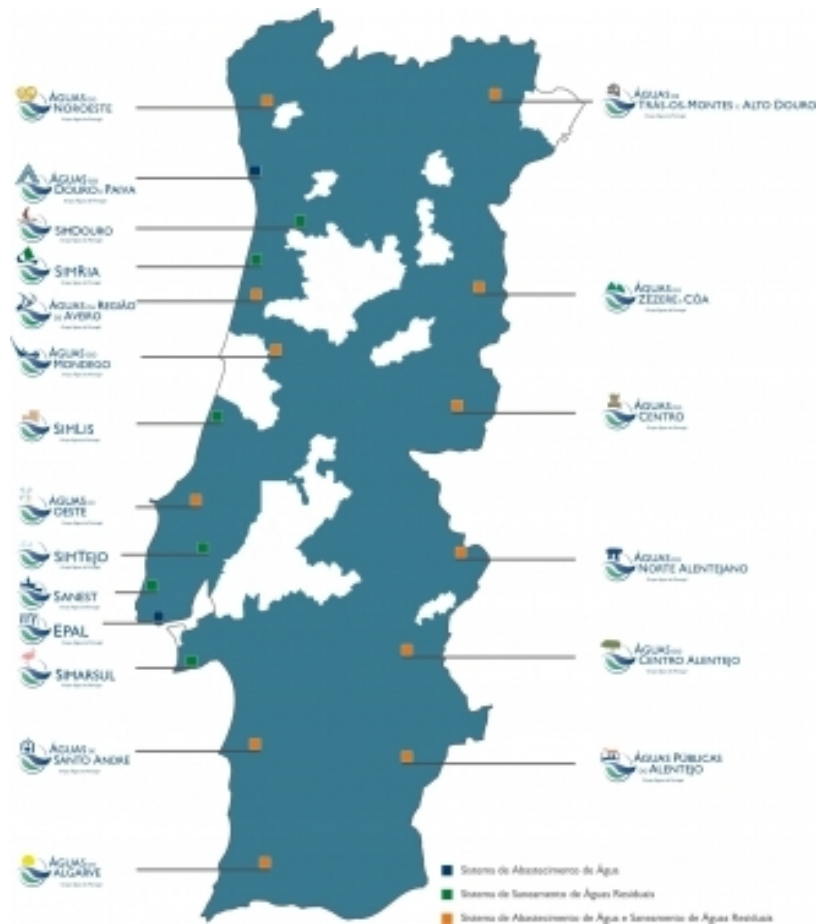 ÁGUAS DO
NOROESTE
ÁGUAS DO
DOURO E PAIVA
SIMDOURO
SIMRIA
ÁGUAS DA REGIÃO
DE AVEIRO
ÁGUAS DO
MONDEGO
SIMLIS
ÁGUAS DO
OESTE
SIMTEJO
SANEST
EPAL
SIMARSUL
ÁGUAS DE
SANTO ANDRÉ
ÁGUAS DO
ALGARVE
ÁGUAS DE
TRÁS-OS-MONTES E ALTO DOURO
ÁGUAS DO
ZÊZERE E CÔA
ÁGUAS DO
CENTRO
ÁGUAS DO
NORTE ALENTEJANO
ÁGUAS DO
CENTRO ALENTEJO
ÁGUAS PÚBLICAS
DO ALENTEJO
Sistema de Abastecimento de Água
Sistema de Saneamento de Águas Residuais
Sistema de Abastecimento de Água e Saneamento de Águas Residuais